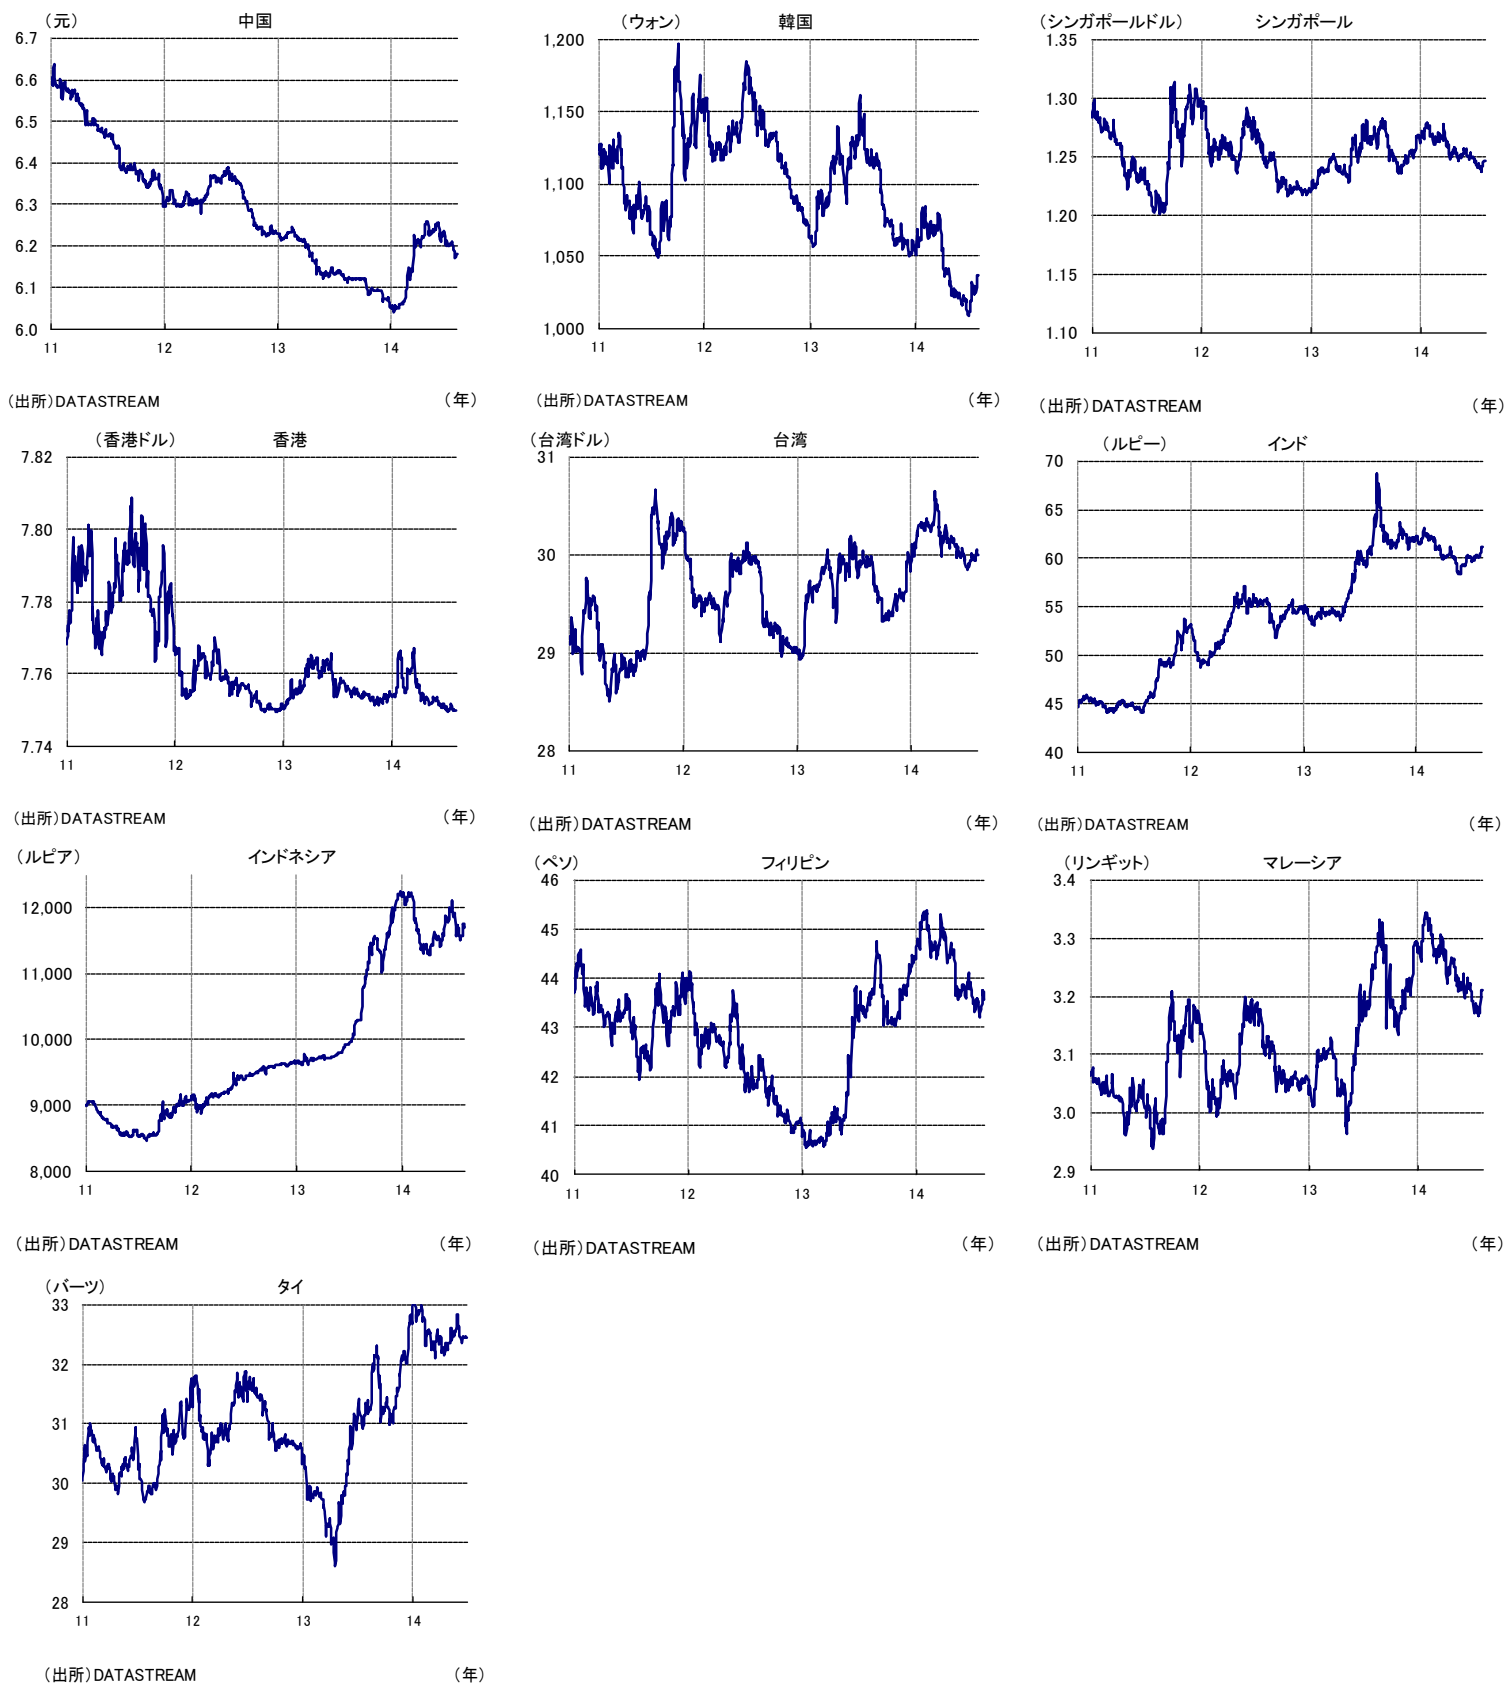 （元） 中国
6.7
6.6
6.5
6.4
6.3
6.2
6.1
6.0
11 12 13 14
（出所）DATASTREAM （年）
（ウォン） 韓国
1,200
1,150
1,100
1,050
1,000
11 12 13 14
（出所）DATASTREAM （年）
（シンガポールドル） シンガポール
1.35
1.30
1.25
1.20
1.15
1.10
11 12 13 14
（出所）DATASTREAM （年）
（香港ドル） 香港
7.82
7.80
7.78
7.76
7.74
11 12 13 14
（出所）DATASTREAM （年）
（台湾ドル） 台湾
31
30
29
28
11 12 13 14
（出所）DATASTREAM （年）
（ルピー） インド
70
65
60
55
50
45
40
11 12 13 14
（出所）DATASTREAM （年）
（ルピア） インドネシア
12,000
11,000
10,000
9,000
8,000
11 12 13 14
（出所）DATASTREAM （年）
（ペソ） フィリピン
46
45
44
43
42
41
40
11 12 13 14
（出所）DATASTREAM （年）
（リンギット） マレーシア
3.4
3.3
3.2
3.1
3.0
2.9
11 12 13 14
（出所）DATASTREAM （年）
（バーツ） タイ
33
32
31
30
29
28
11 12 13 14
（出所）DATASTREAM （年）